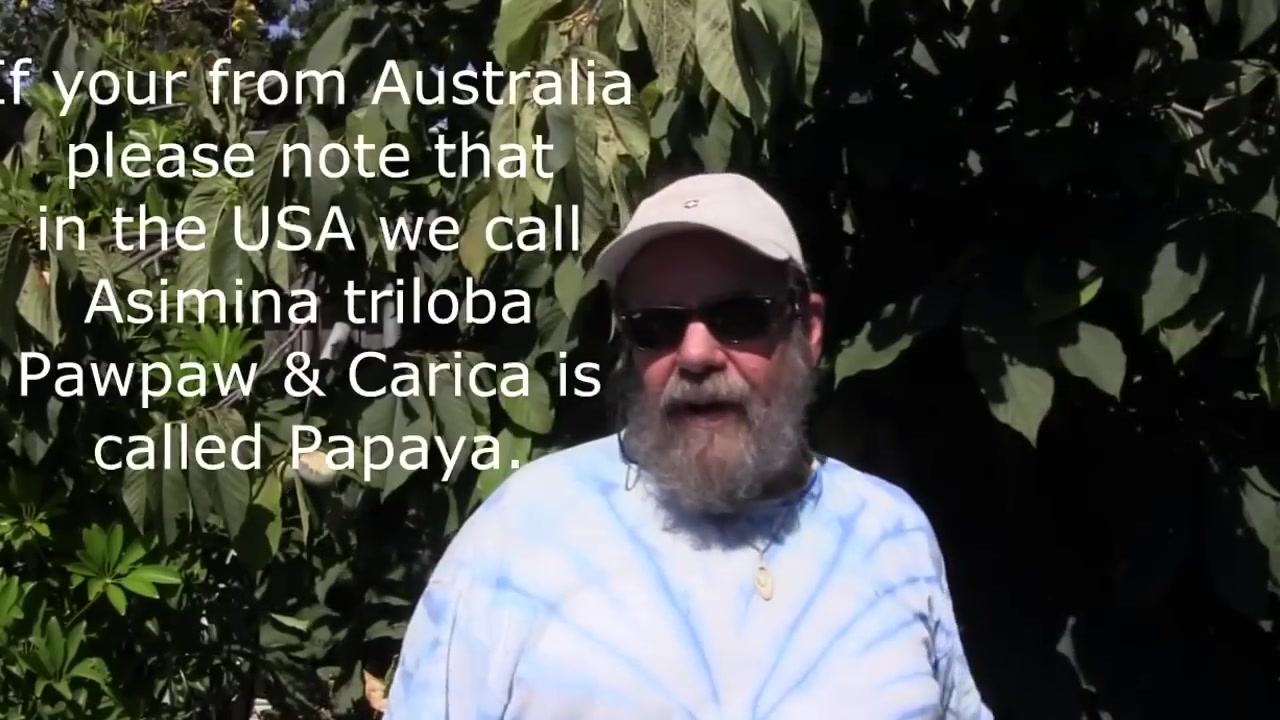 If your from Australia
please note that
in the USA we call
Asimina triloba
Pawpaw & Carica is
called Papaya.